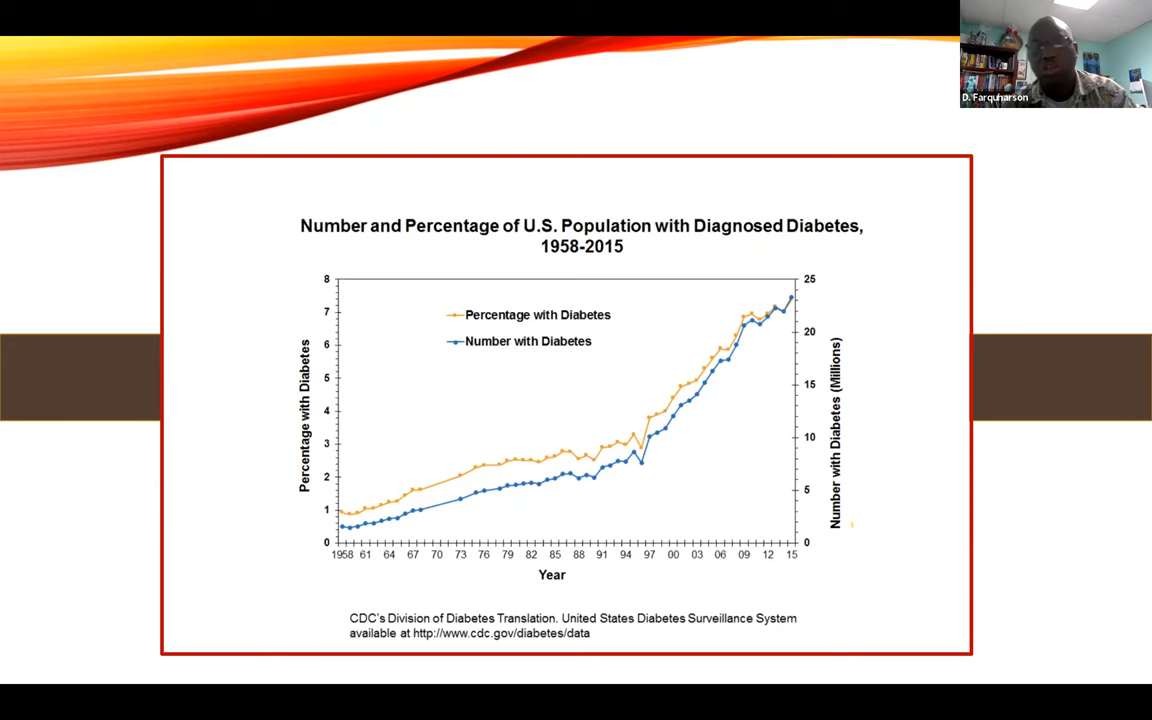 D. Farquharson
Number and Percentage of U.S. Population with Diagnosed Diabetes,
1958-2015
8
7
6
5
4
3
2
1
0
Percentage with Diabetes
Percentage with Diabetes
Number with Diabetes
25
20
15
10
5
0
Number with Diabetes (Millions)
1958 61 64 67 70 73 76 79 82 85 88 91 94 97 00 03 06 09 12 15
Year
CDC's Division of Diabetes Translation. United States Diabetes Surveillance System
available at http://www.cdc.gov/diabetes/data